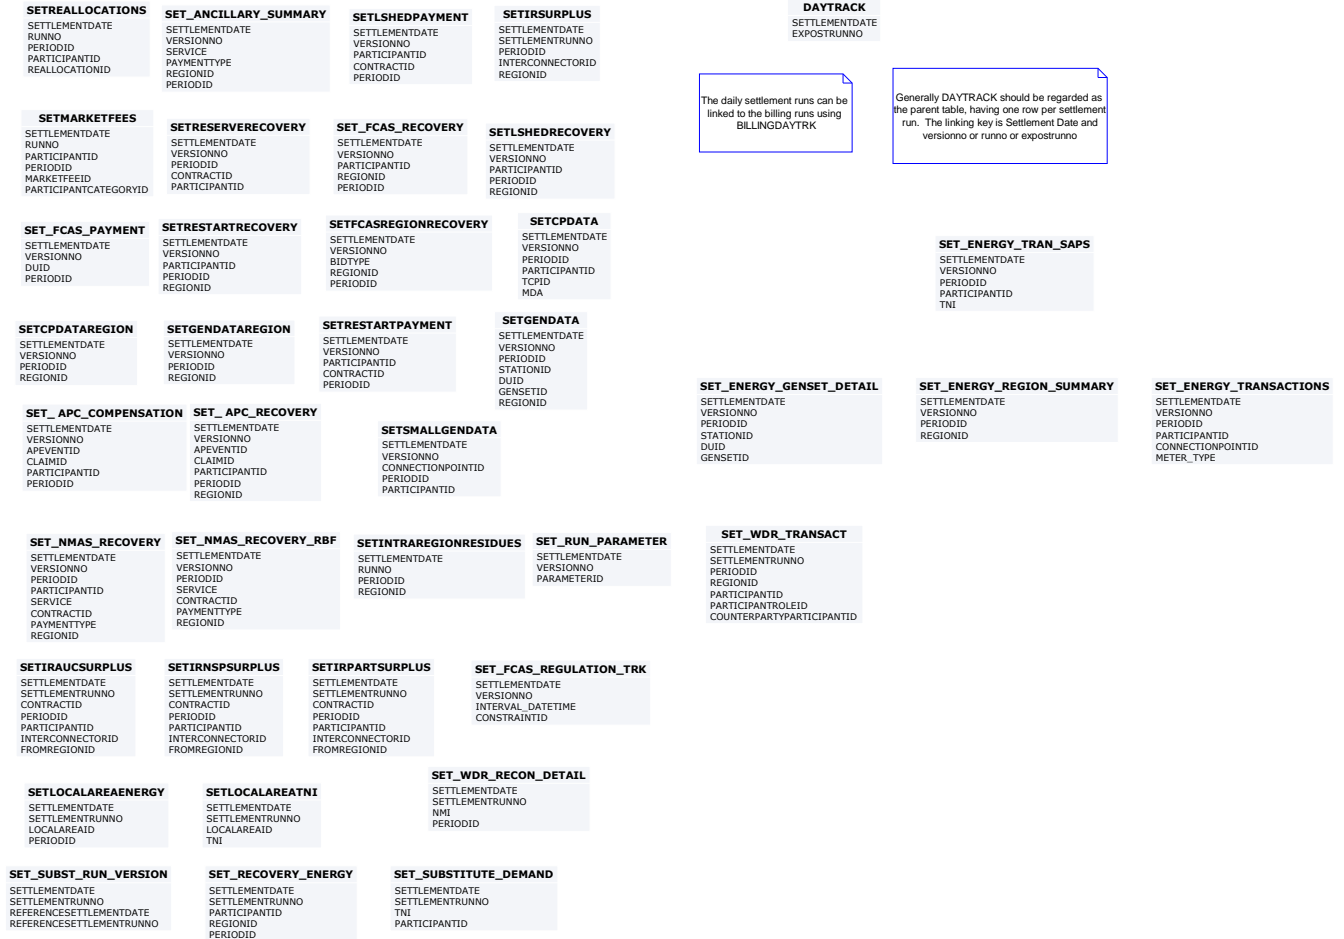 SETREALLOCATIONS
SETTLEMENTDATE
RUNNO
PERIODID
PARTICIPANTID
REALLOCATIONID
SET_ANCILLARY_SUMMARY
SETTLEMENTDATE
VERSIONNO
SERVICE
PAYMENTTYPE
REGIONID
PERIODID
SETLSHEDPAYMENT
SETTLEMENTDATE
VERSIONNO
PARTICIPANTID
CONTRACTID
PERIODID
SETIRSURPLUS
SETTLEMENTDATE
SETTLEMENTRUNNO
PERIODID
INTERCONNECTORID
REGIONID
DAYTRACK
SETTLEMENTDATE
EXPOSTRUNNO
The daily settlement runs can be
linked to the billing runs using
BILLINGDAYTRK
Generally DAYTRACK should be regarded as
the parent table, having one row per settlement
run.  The linking key is Settlement Date and
versionno or runno or expostrunno
SETMARKETFEES
SETTLEMENTDATE
RUNNO
PARTICIPANTID
PERIODID
MARKETFEEID
PARTICIPANTCATEGORYID
SETRESERVERECOVERY
SETTLEMENTDATE
VERSIONNO
PERIODID
CONTRACTID
PARTICIPANTID
SET_FCAS_RECOVERY
SETTLEMENTDATE
VERSIONNO
PARTICIPANTID
REGIONID
PERIODID
SETLSHEDRECOVERY
SETTLEMENTDATE
VERSIONNO
PARTICIPANTID
PERIODID
REGIONID
SET_FCAS_PAYMENT
SETTLEMENTDATE
VERSIONNO
DUID
PERIODID
SETRESTARTRECOVERY
SETTLEMENTDATE
VERSIONNO
PARTICIPANTID
PERIODID
REGIONID
SETFCASREGIONRECOVERY
SETTLEMENTDATE
VERSIONNO
BIDTYPE
REGIONID
PERIODID
SETCPDATA
SETTLEMENTDATE
VERSIONNO
PERIODID
PARTICIPANTID
TCPID
MDA
SET_ENERGY_TRAN_SAPS
SETTLEMENTDATE
VERSIONNO
PERIODID
PARTICIPANTID
TNI
SETCPDATAREGION
SETTLEMENTDATE
VERSIONNO
PERIODID
REGIONID
SETGENDATAREGION
SETTLEMENTDATE
VERSIONNO
PERIODID
REGIONID
SETRESTARTPAYMENT
SETTLEMENTDATE
VERSIONNO
PARTICIPANTID
CONTRACTID
PERIODID
SETGENDATA
SETTLEMENTDATE
VERSIONNO
PERIODID
STATIONID
DUID
GENSETID
REGIONID
SET_ENERGY_GENSET_DETAIL
SETTLEMENTDATE
VERSIONNO
PERIODID
STATIONID
DUID
GENSETID
SET_ENERGY_REGION_SUMMARY
SETTLEMENTDATE
VERSIONNO
PERIODID
REGIONID
SET_ENERGY_TRANSACTIONS
SETTLEMENTDATE
VERSIONNO
PERIODID
PARTICIPANTID
CONNECTIONPOINTID
METER_TYPE
SET_ APC_COMPENSATION
SETTLEMENTDATE
VERSIONNO
APEVENTID
CLAIMID
PARTICIPANTID
PERIODID
SET_ APC_RECOVERY
SETTLEMENTDATE
VERSIONNO
APEVENTID
CLAIMID
PARTICIPANTID
PERIODID
REGIONID
SETSMALLGENDATA
SETTLEMENTDATE
VERSIONNO
CONNECTIONPOINTID
PERIODID
PARTICIPANTID
SET_NMAS_RECOVERY
SETTLEMENTDATE
VERSIONNO
PERIODID
PARTICIPANTID
SERVICE
CONTRACTID
PAYMENTTYPE
REGIONID
SET_NMAS_RECOVERY_RBF
SETTLEMENTDATE
VERSIONNO
PERIODID
SERVICE
CONTRACTID
PAYMENTTYPE
REGIONID
SETINTRAREGIONRESIDUES
SETTLEMENTDATE
RUNNO
PERIODID
REGIONID
SET_RUN_PARAMETER
SETTLEMENTDATE
VERSIONNO
PARAMETERID
SET_WDR_TRANSACT
SETTLEMENTDATE
SETTLEMENTRUNNO
PERIODID
REGIONID
PARTICIPANTID
PARTICIPANTROLEID
COUNTERPARTYPARTICIPANTID
SETIRAUCSURPLUS
SETTLEMENTDATE
SETTLEMENTRUNNO
CONTRACTID
PERIODID
PARTICIPANTID
INTERCONNECTORID
FROMREGIONID
SETIRNSPSURPLUS
SETTLEMENTDATE
SETTLEMENTRUNNO
CONTRACTID
PERIODID
PARTICIPANTID
INTERCONNECTORID
FROMREGIONID
SETIRPARTSURPLUS
SETTLEMENTDATE
SETTLEMENTRUNNO
CONTRACTID
PERIODID
PARTICIPANTID
INTERCONNECTORID
FROMREGIONID
SET_FCAS_REGULATION_TRK
SETTLEMENTDATE
VERSIONNO
INTERVAL_DATETIME
CONSTRAINTID
SETLOCALAREAENERGY
SETTLEMENTDATE
SETTLEMENTRUNNO
LOCALAREAID
PERIODID
SETLOCALAREATNI
SETTLEMENTDATE
SETTLEMENTRUNNO
LOCALAREAID
TNI
SET_WDR_RECON_DETAIL
SETTLEMENTDATE
SETTLEMENTRUNNO
NMI
PERIODID
SET_SUBST_RUN_VERSION
SETTLEMENTDATE
SETTLEMENTRUNNO
REFERENCESETTLEMENTDATE
REFERENCESETTLEMENTRUNNO
SET_RECOVERY_ENERGY
SETTLEMENTDATE
SETTLEMENTRUNNO
PARTICIPANTID
REGIONID
PERIODID
SET_SUBSTITUTE_DEMAND
SETTLEMENTDATE
SETTLEMENTRUNNO
TNI
PARTICIPANTID